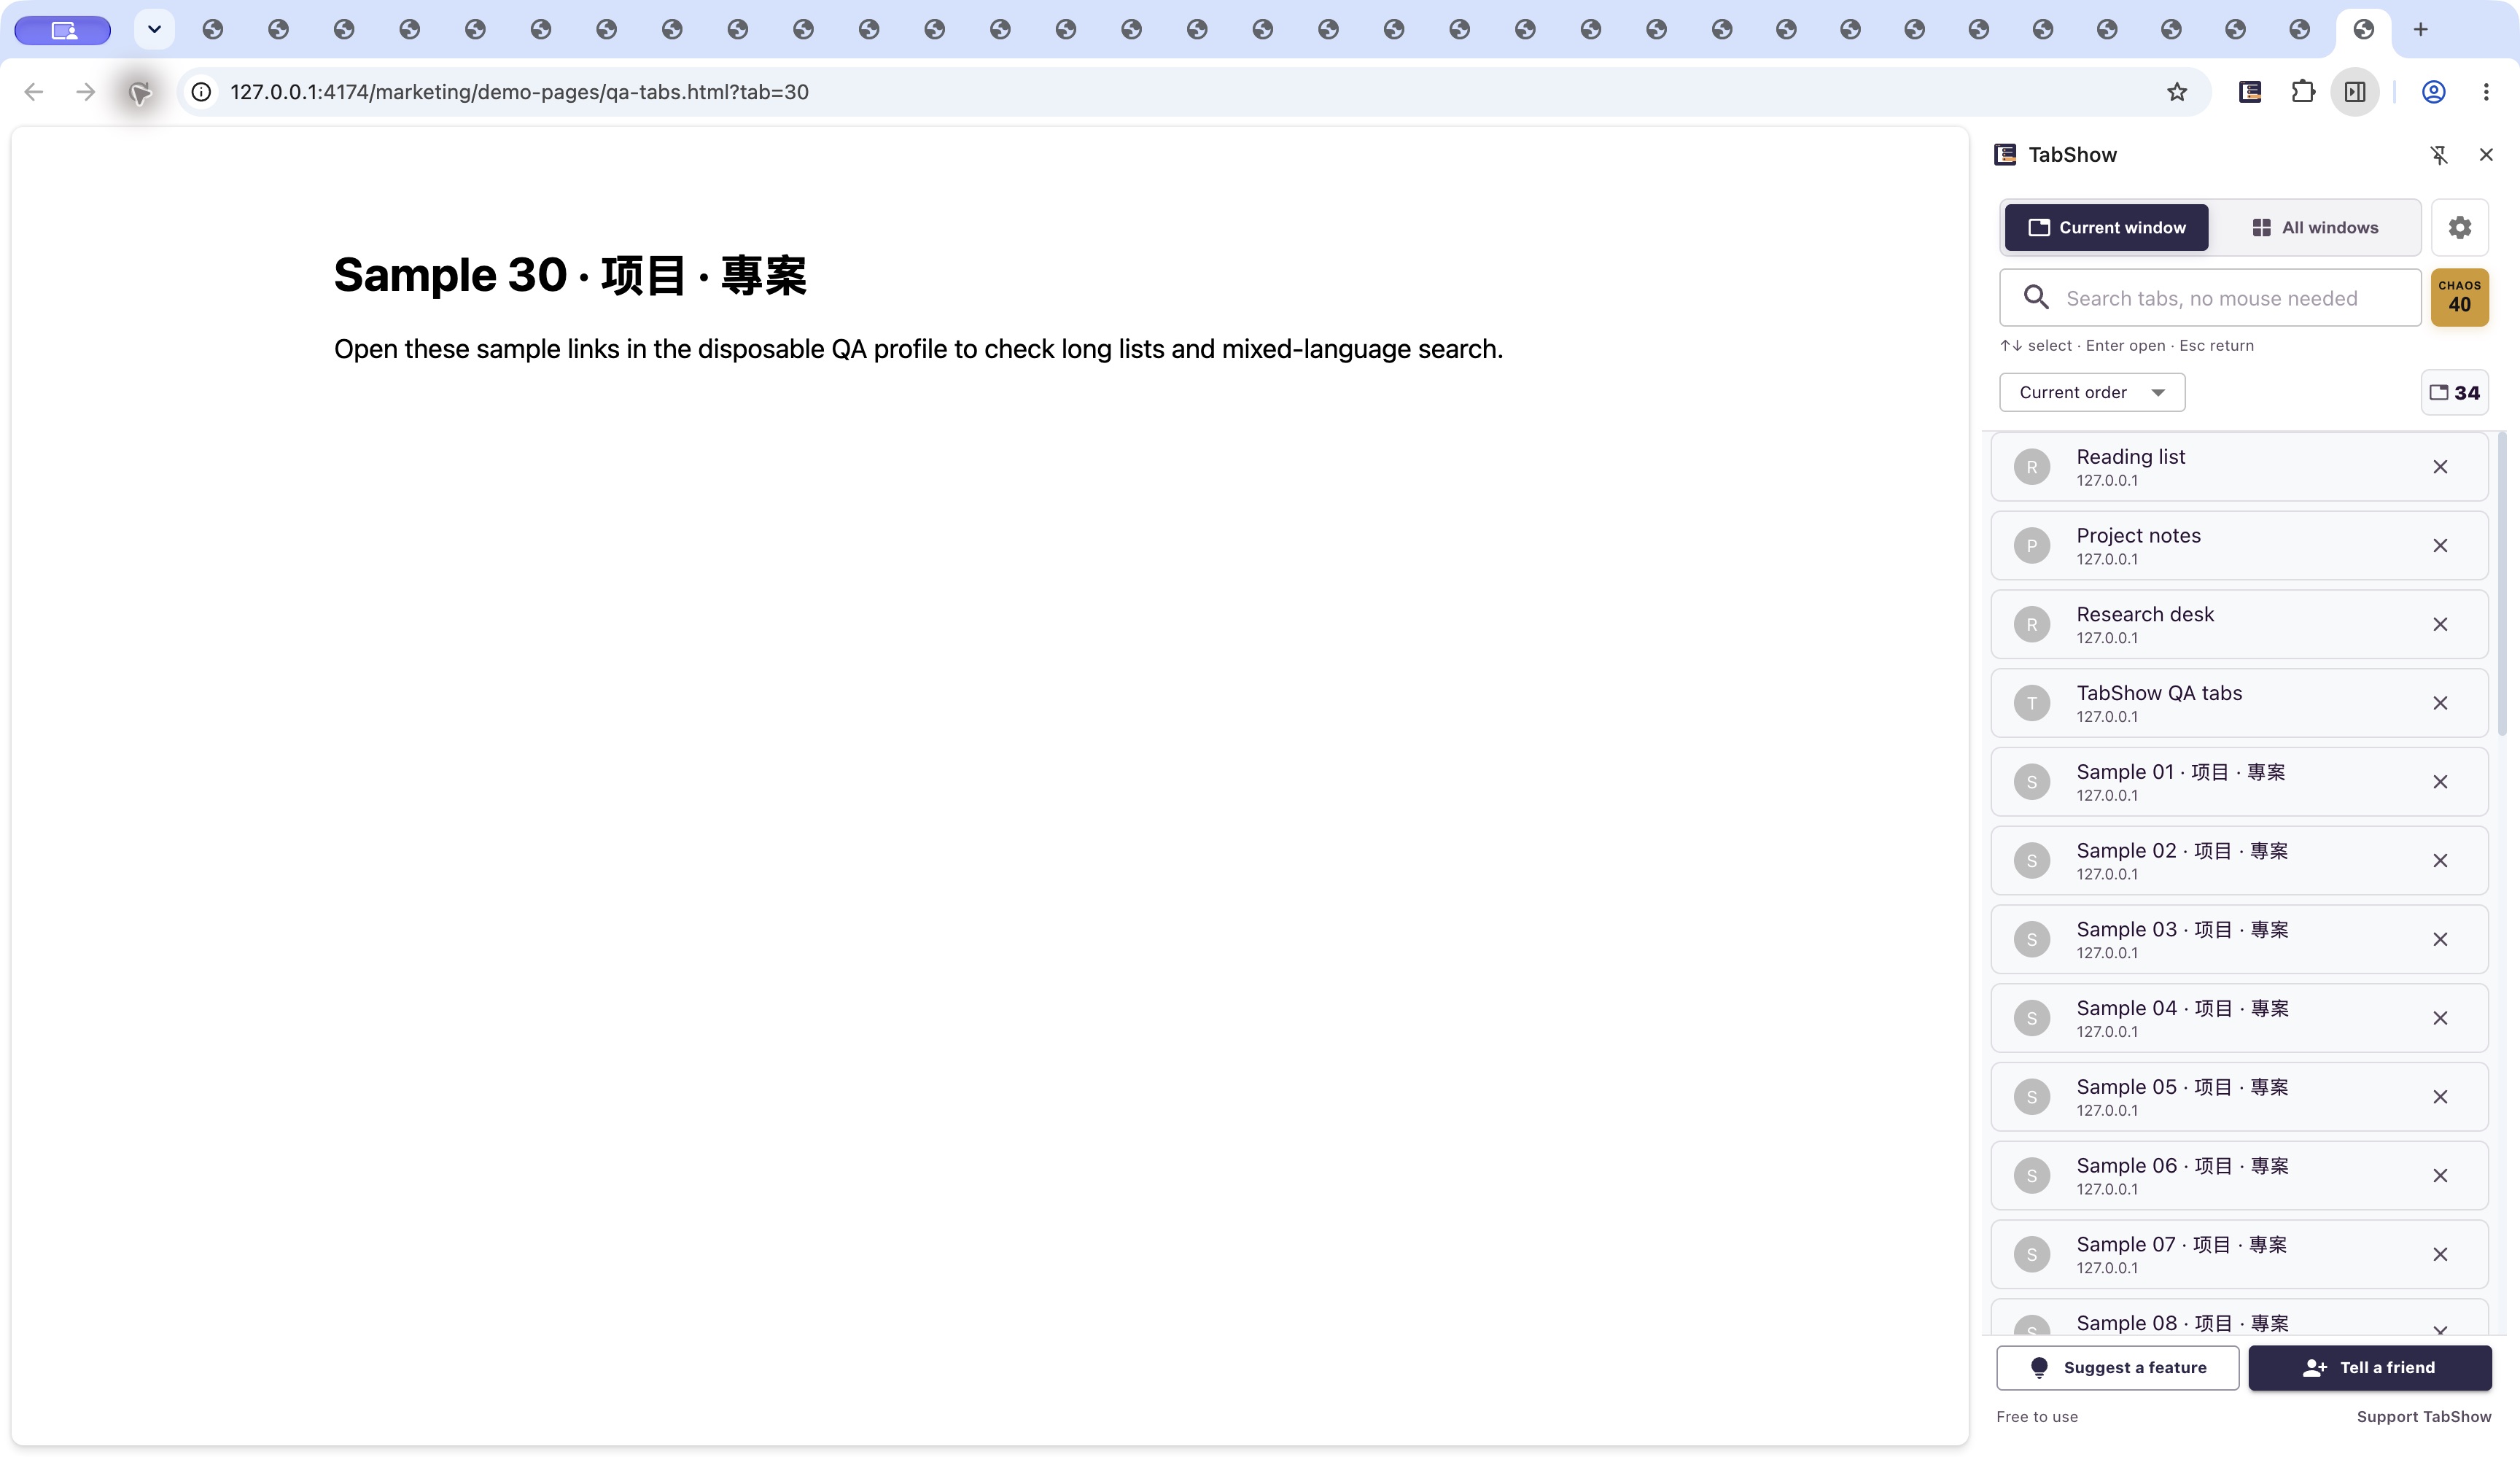 127.0.0.1:4174/marketing/demo-pages/qa-tabs.html?tab=30
Sample 30 · 项目 · 專案
Open these sample links in the disposable QA profile to check long lists and mixed-language search.
TabShow
Current window
All windows
Search tabs, no mouse needed
CHAOS
40
↑↓ select · Enter open · Esc return
Current order
34
R
Reading list
127.0.0.1
P
Project notes
127.0.0.1
R
Research desk
127.0.0.1
T
TabShow QA tabs
127.0.0.1
S
Sample 01 · 项目 · 專案
127.0.0.1
S
Sample 02 · 项目 · 專案
127.0.0.1
S
Sample 03 · 项目 · 專案
127.0.0.1
S
Sample 04 · 项目 · 專案
127.0.0.1
S
Sample 05 · 项目 · 專案
127.0.0.1
S
Sample 06 · 项目 · 專案
127.0.0.1
S
Sample 07 · 项目 · 專案
127.0.0.1
S
Sample 08 · 项目 · 專案
Suggest a feature
Tell a friend
Free to use
Support TabShow